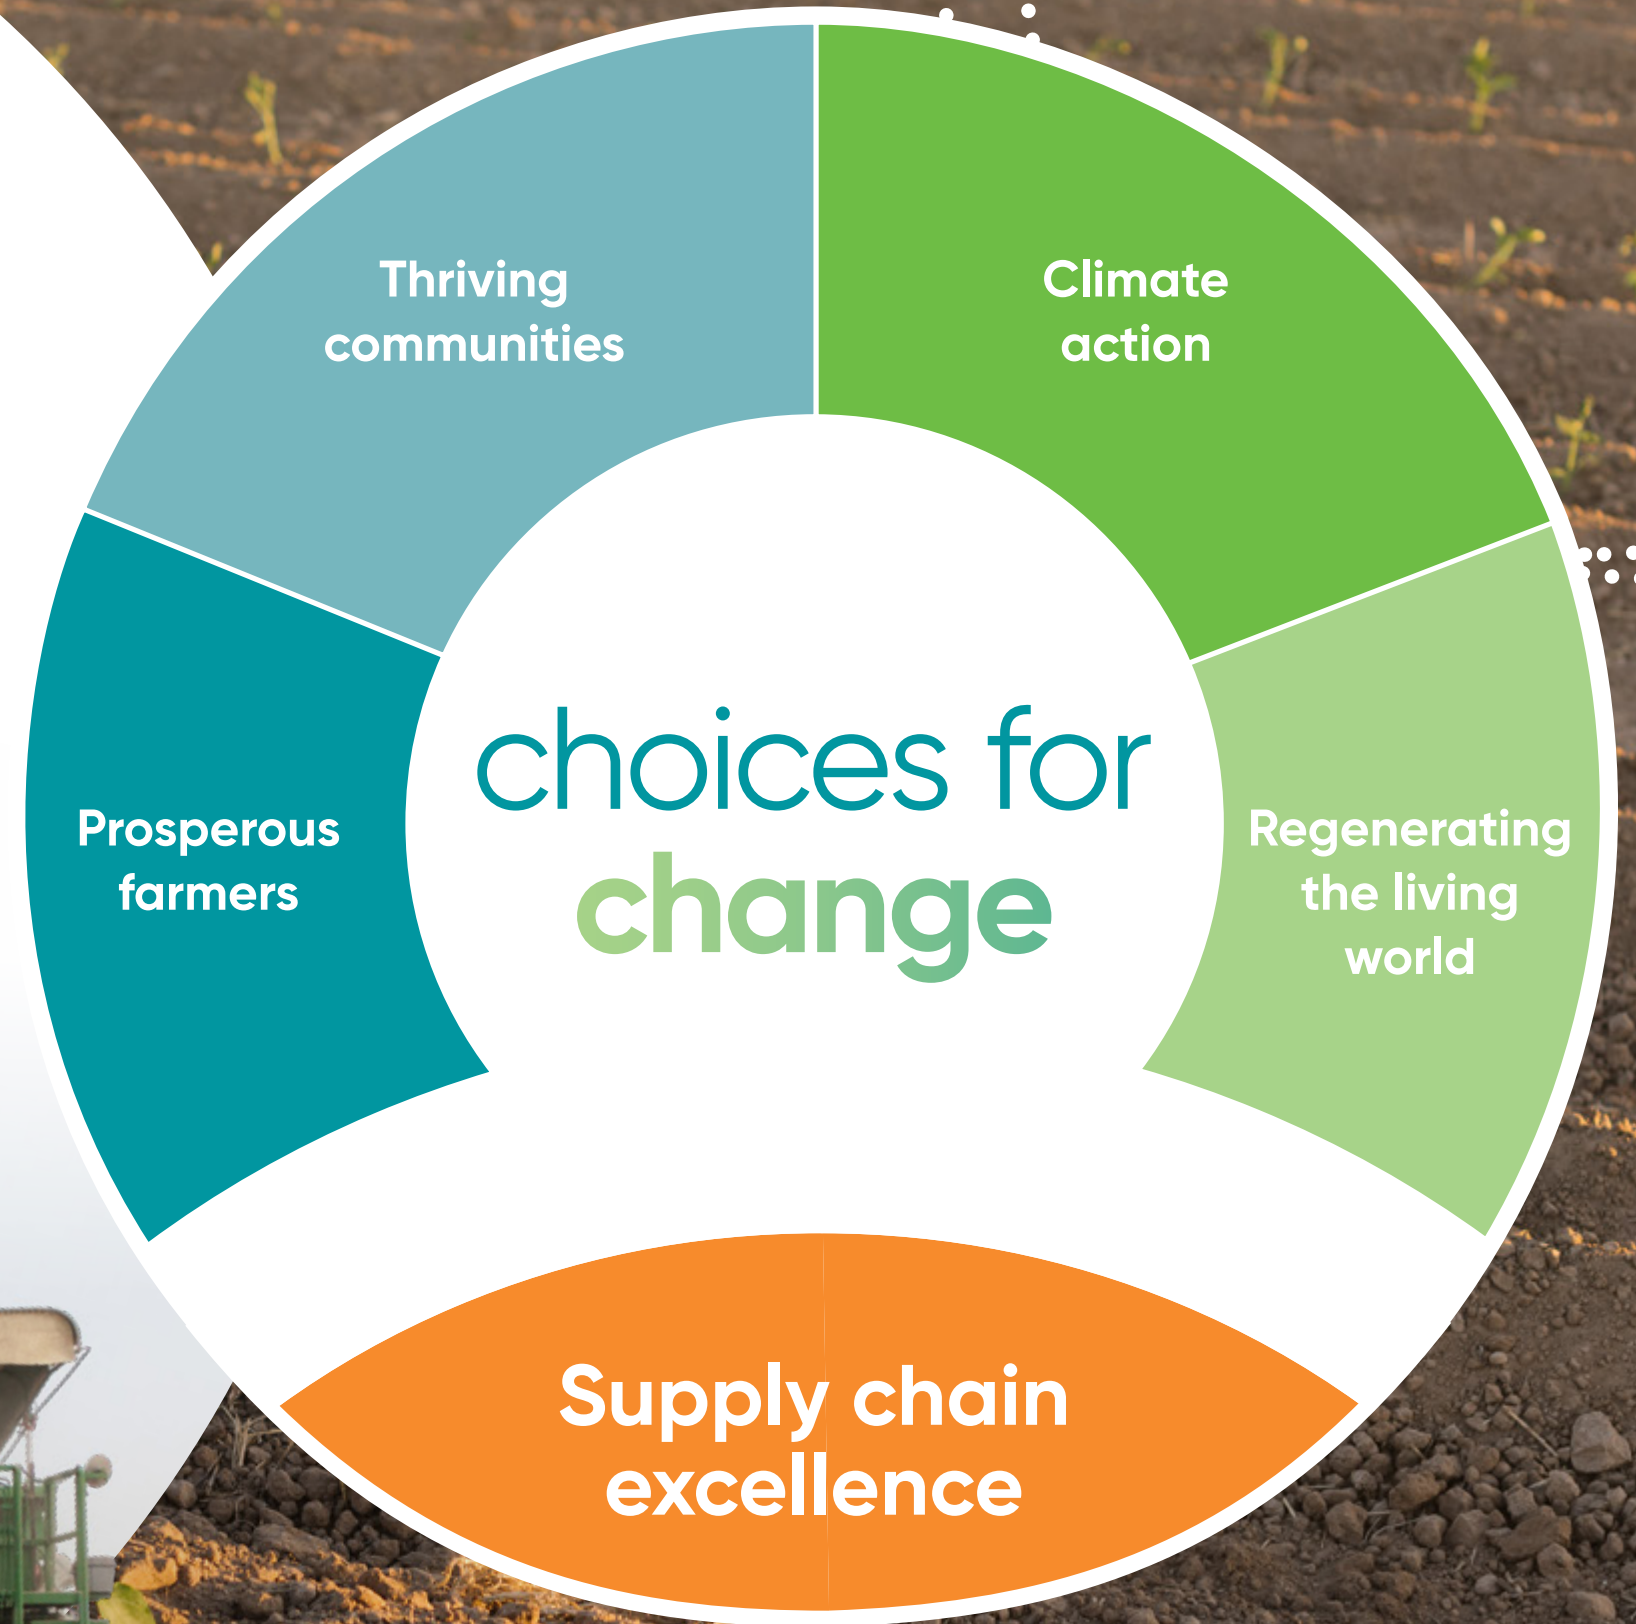 Thriving
communities
Climate
action
Prosperous
farmers
choices for
change
Regenerating
the living
world
Supply chain
excellence